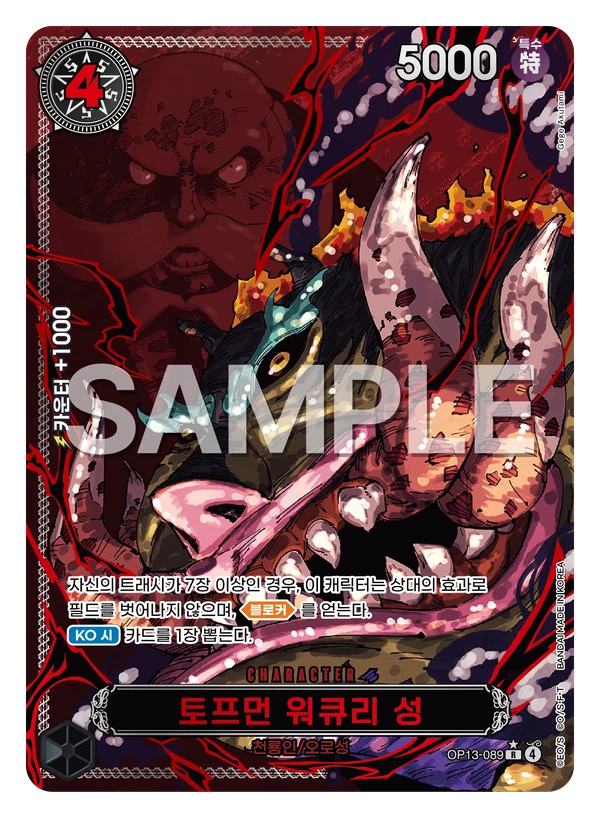 4
5000
특수
特
Gege Akutami
⚡카운터 +1000
SAMPLE
자신의 트래시가 7장 이상인 경우, 이 캐릭터는 상대의 효과로
필드를 벗어나지 않으며, 블로커 를 얻는다.
KO 시 카드를 1장 뽑는다.
CHARACTER
토프먼 워큐리 성
천룡인/오로성
OP13-089 R 4
©EO/S ©O/S·F·T BANDAI MADE IN KOREA